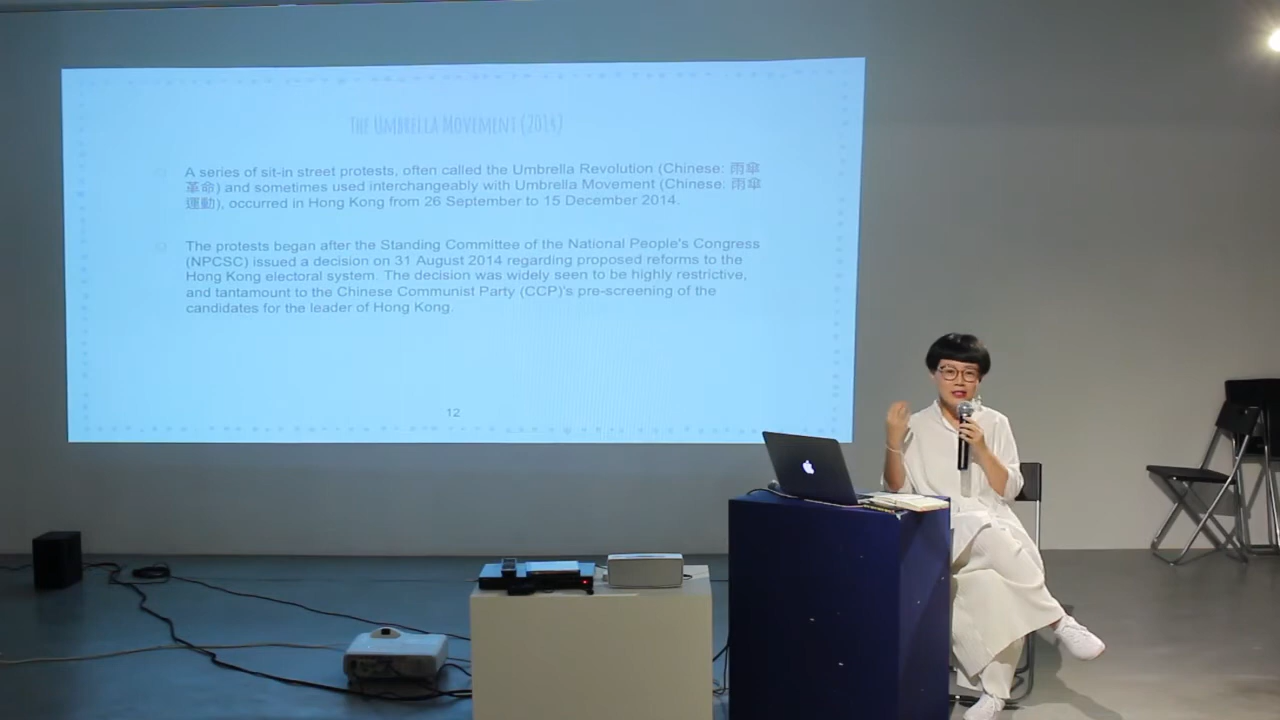 THE UMBRELLA MOVEMENT (2014)
A series of sit-in street protests, often called the Umbrella Revolution (Chinese: 雨傘
革命) and sometimes used interchangeably with Umbrella Movement (Chinese: 雨傘
運動), occurred in Hong Kong from 26 September to 15 December 2014.
The protests began after the Standing Committee of the National People's Congress
(NPCSC) issued a decision on 31 August 2014 regarding proposed reforms to the
Hong Kong electoral system. The decision was widely seen to be highly restrictive,
and tantamount to the Chinese Communist Party (CCP)'s pre-screening of the
candidates for the leader of Hong Kong.
12